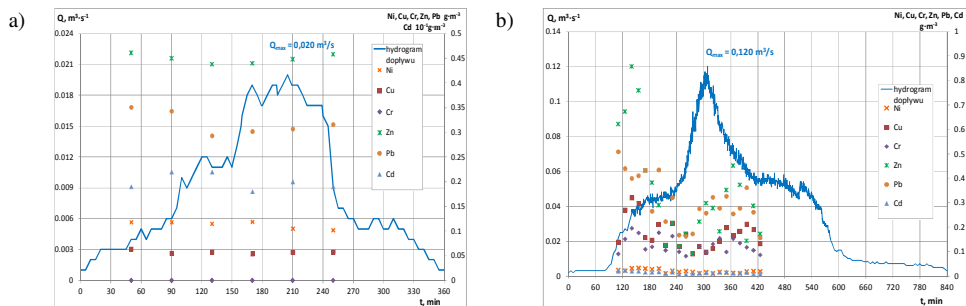 a)
Q, m³·s⁻¹
Ni, Cu, Cr, Zn, Pb g·m⁻³
Cd 10⁻¹g·m⁻³
0.024
0.021
0.018
0.015
0.012
0.009
0.006
0.003
0
0.5
0.45
0.4
0.35
0.3
0.25
0.2
0.15
0.1
0.05
0
Qmax = 0,020 m³/s
hydrogram dopływu
Ni
Cu
Cr
Zn
Pb
Cd
0 30 60 90 120 150 180 210 240 270 300 330 360
t, min
b)
Q, m³·s⁻¹
Ni, Cu, Cr, Zn, Pb, Cd
g·m⁻³
0.14
0.12
0.1
0.08
0.06
0.04
0.02
0
1
0.9
0.8
0.7
0.6
0.5
0.4
0.3
0.2
0.1
0
Qmax = 0,120 m³/s
hydrogram dopływu
Ni
Cu
Cr
Zn
Pb
Cd
0 60 120 180 240 300 360 420 480 540 600 660 720 780 840
t, min